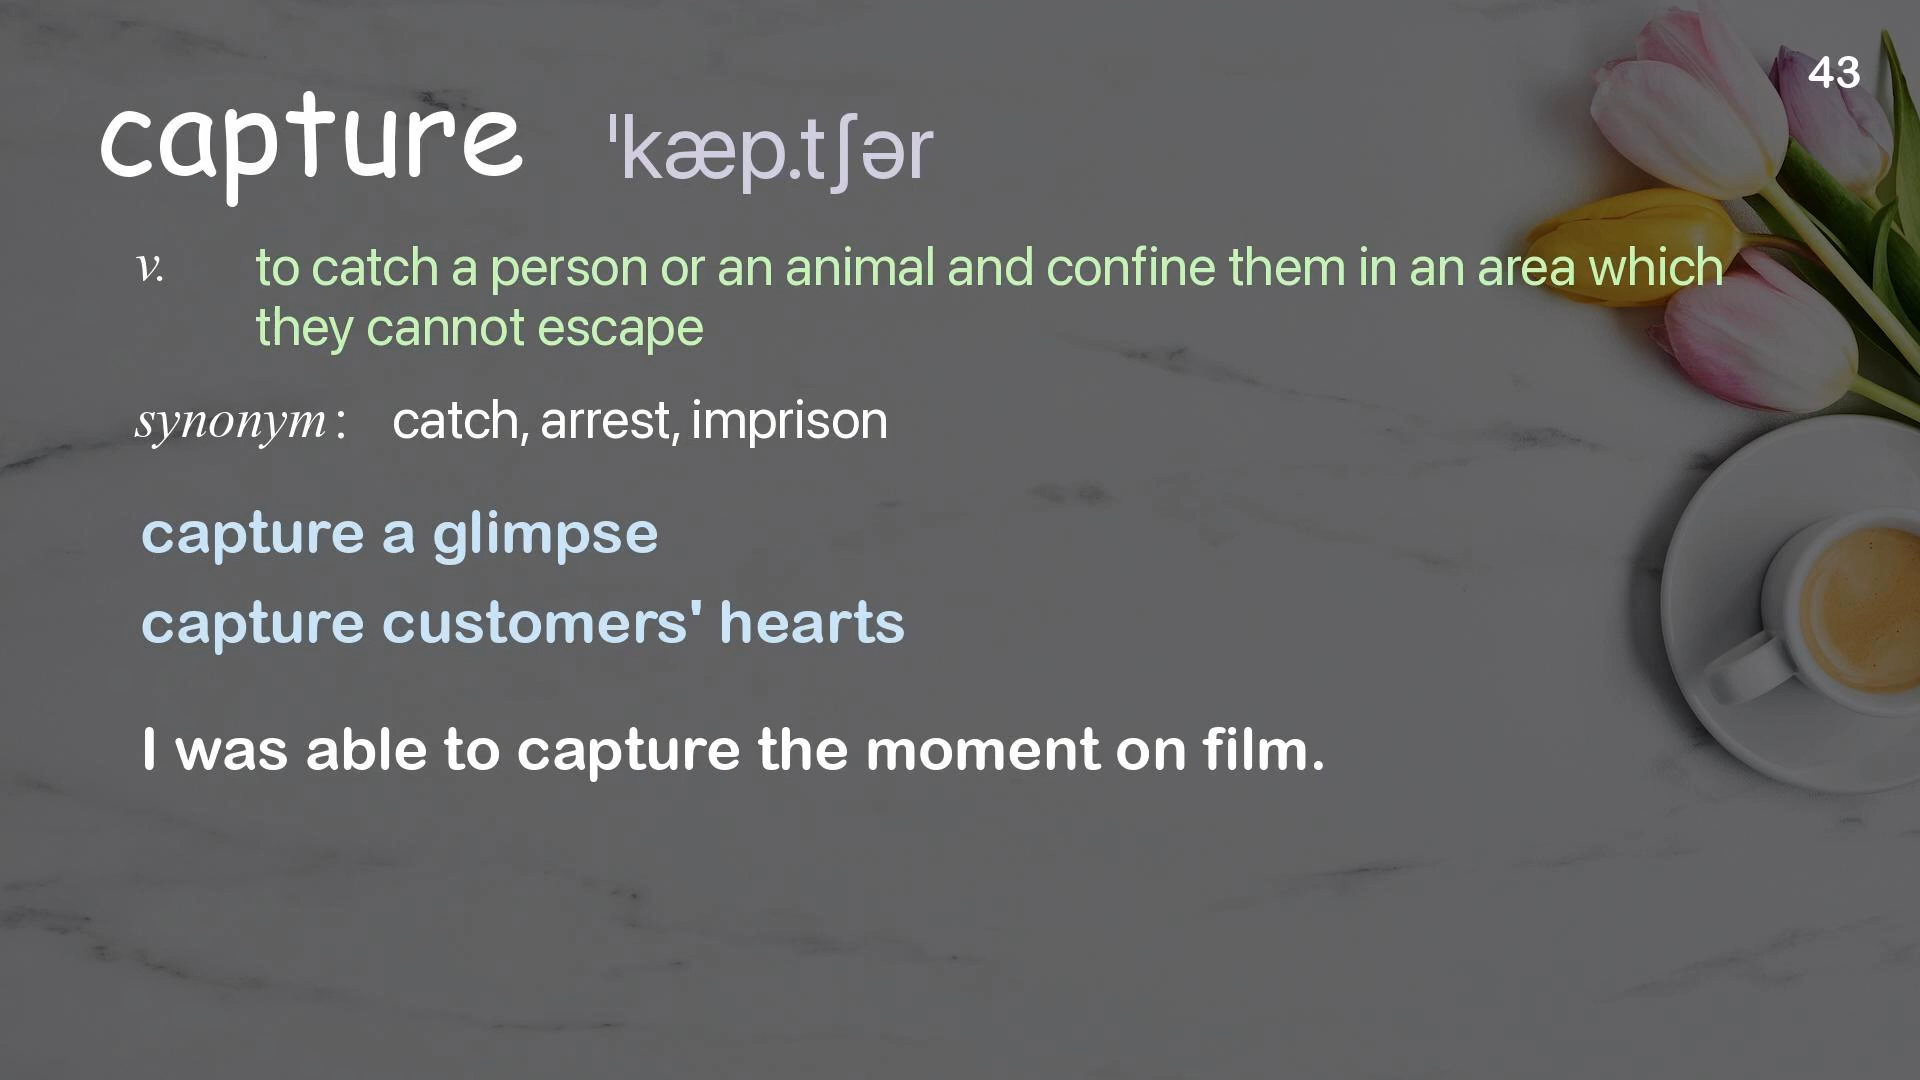 43
capture ˈkæp.tʃər
v. to catch a person or an animal and confine them in an area which
they cannot escape
synonym : catch, arrest, imprison
capture a glimpse
capture customers' hearts
I was able to capture the moment on film.